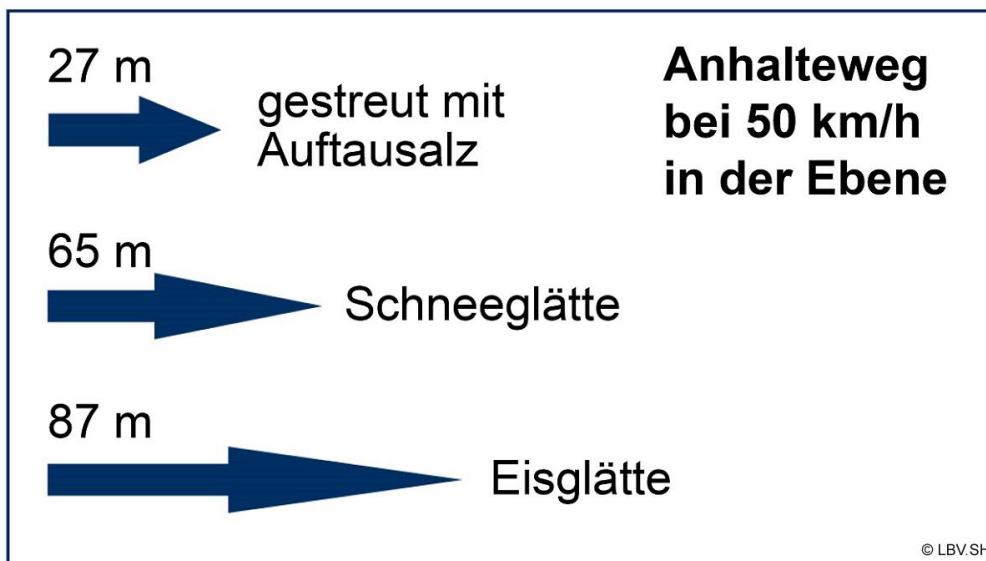 27 m
gestreut mit
Auftausalz
Anhalteweg
bei 50 km/h
in der Ebene
65 m
Schneeglätte
87 m
Eisglätte
© LBV.SH